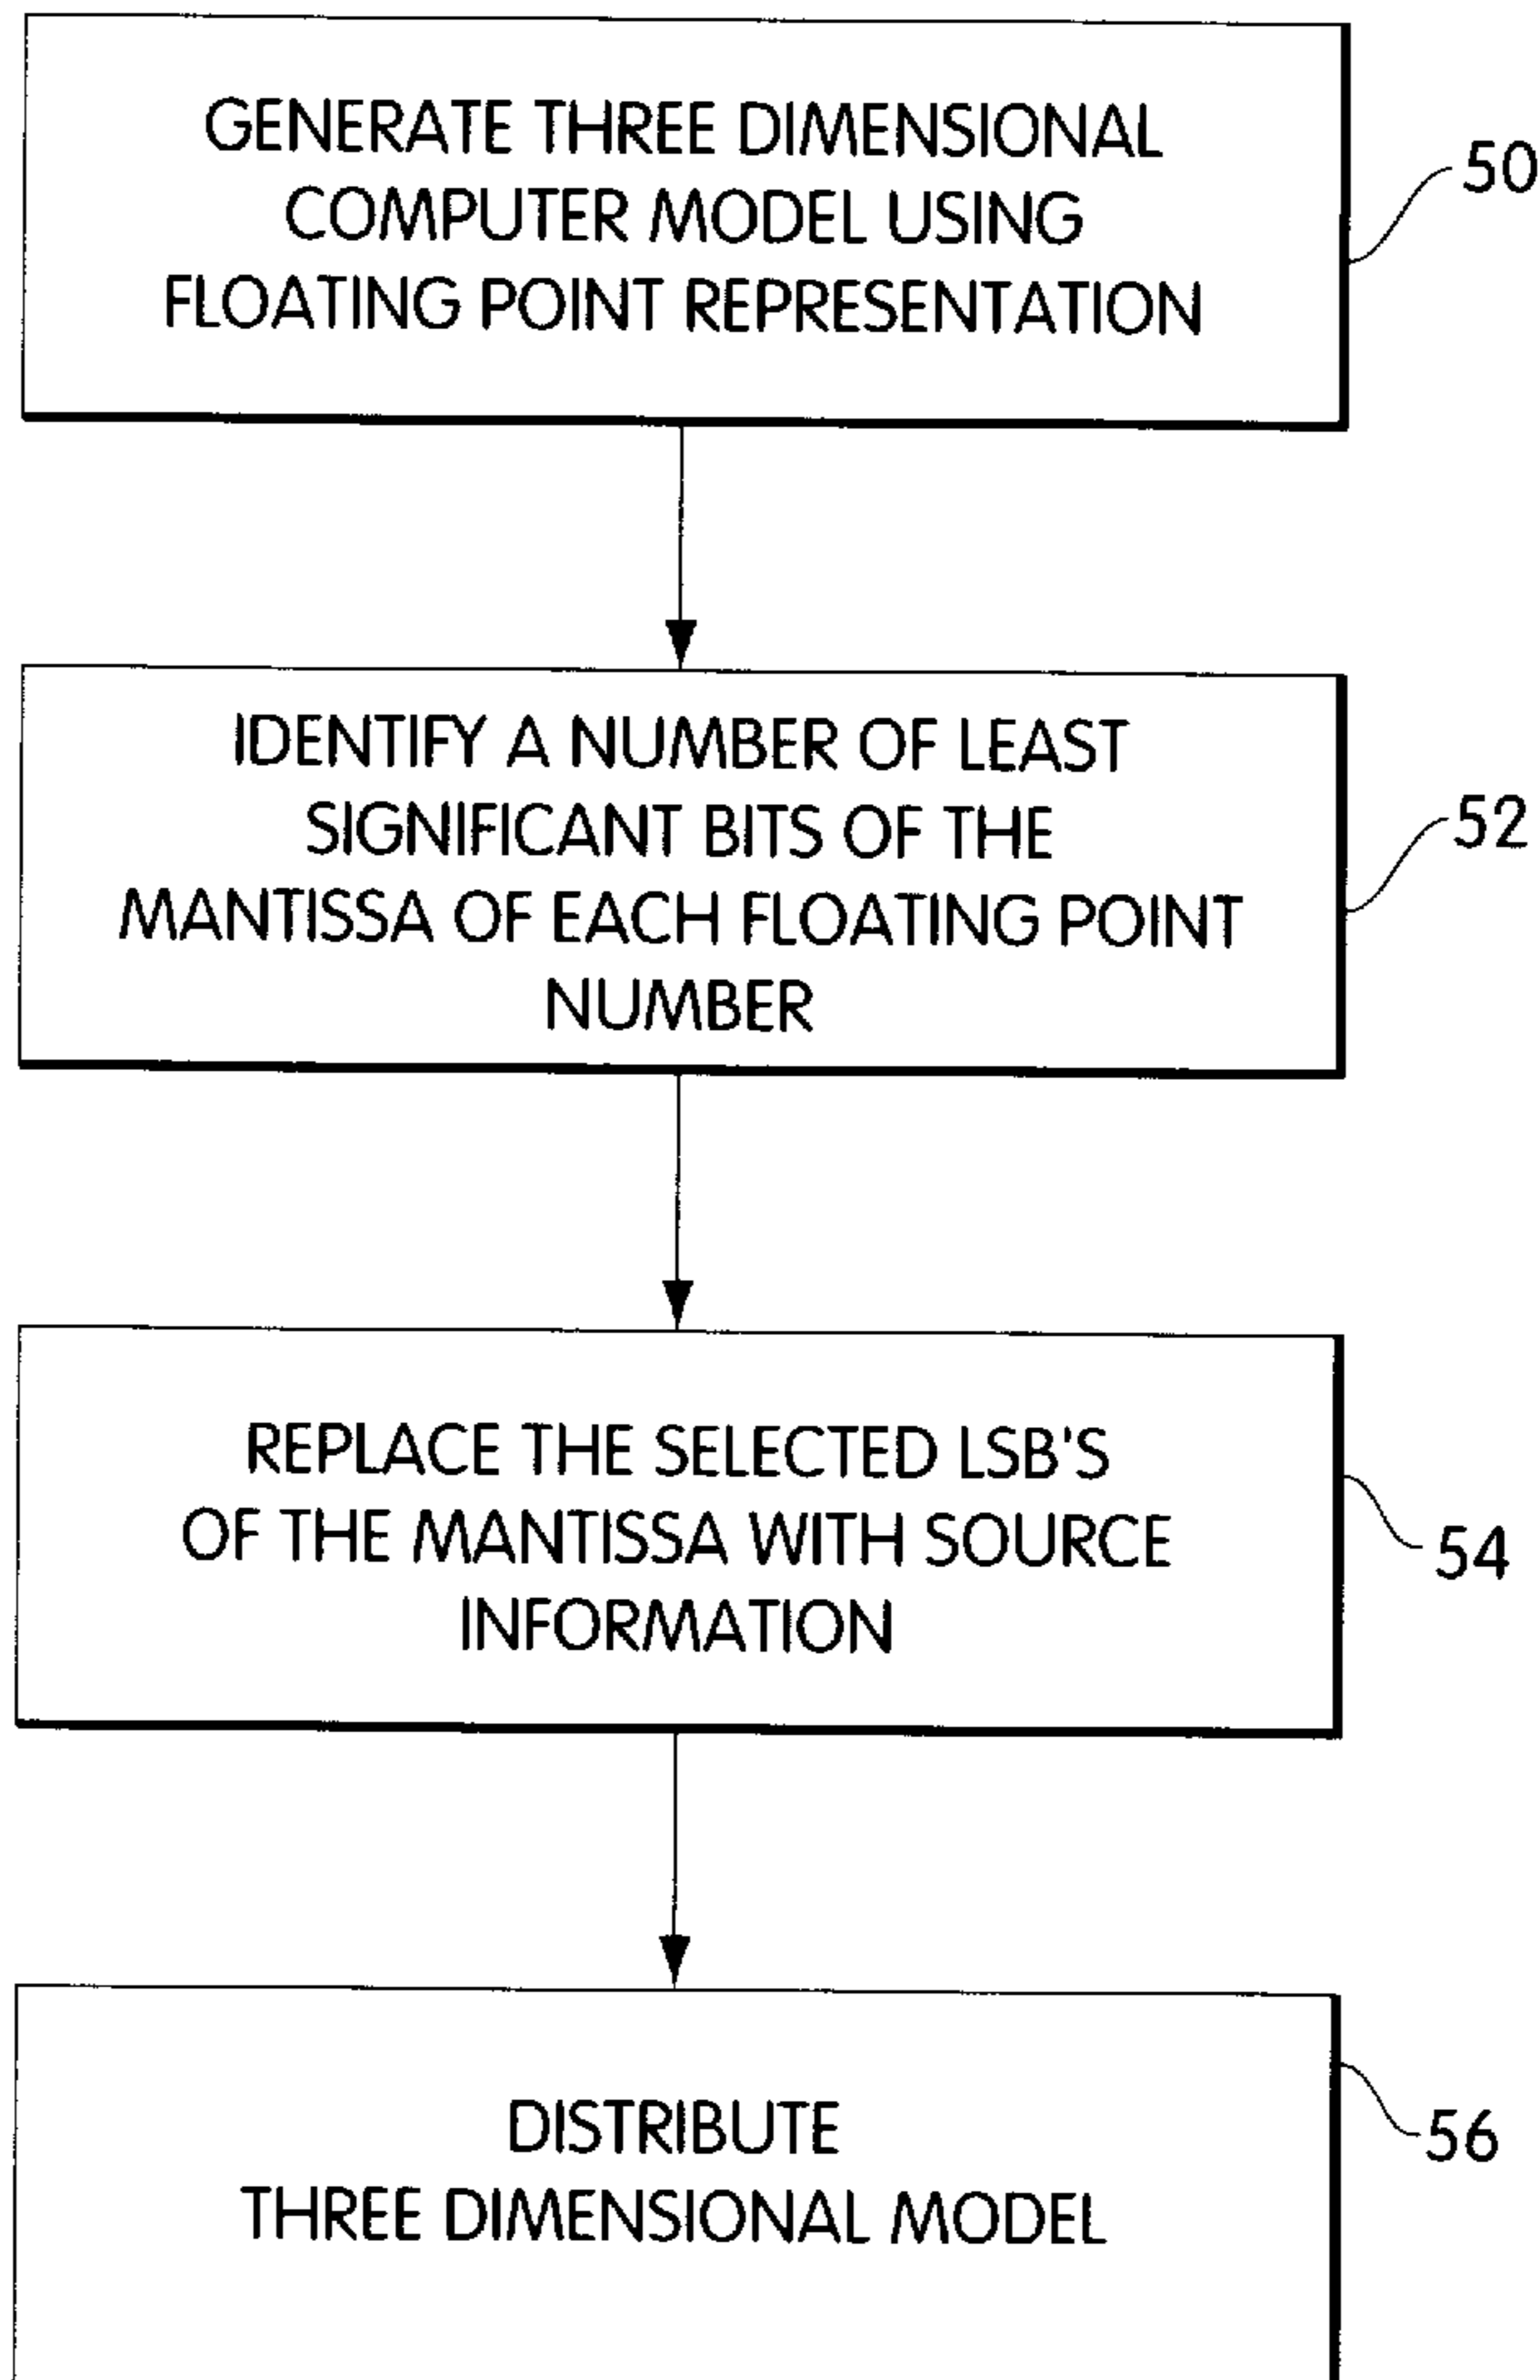 GENERATE THREE DIMENSIONAL
COMPUTER MODEL USING
FLOATING POINT REPRESENTATION
50
IDENTIFY A NUMBER OF LEAST
SIGNIFICANT BITS OF THE
MANTISSA OF EACH FLOATING POINT
NUMBER
52
REPLACE THE SELECTED LSB'S
OF THE MANTISSA WITH SOURCE
INFORMATION
54
DISTRIBUTE
THREE DIMENSIONAL MODEL
56